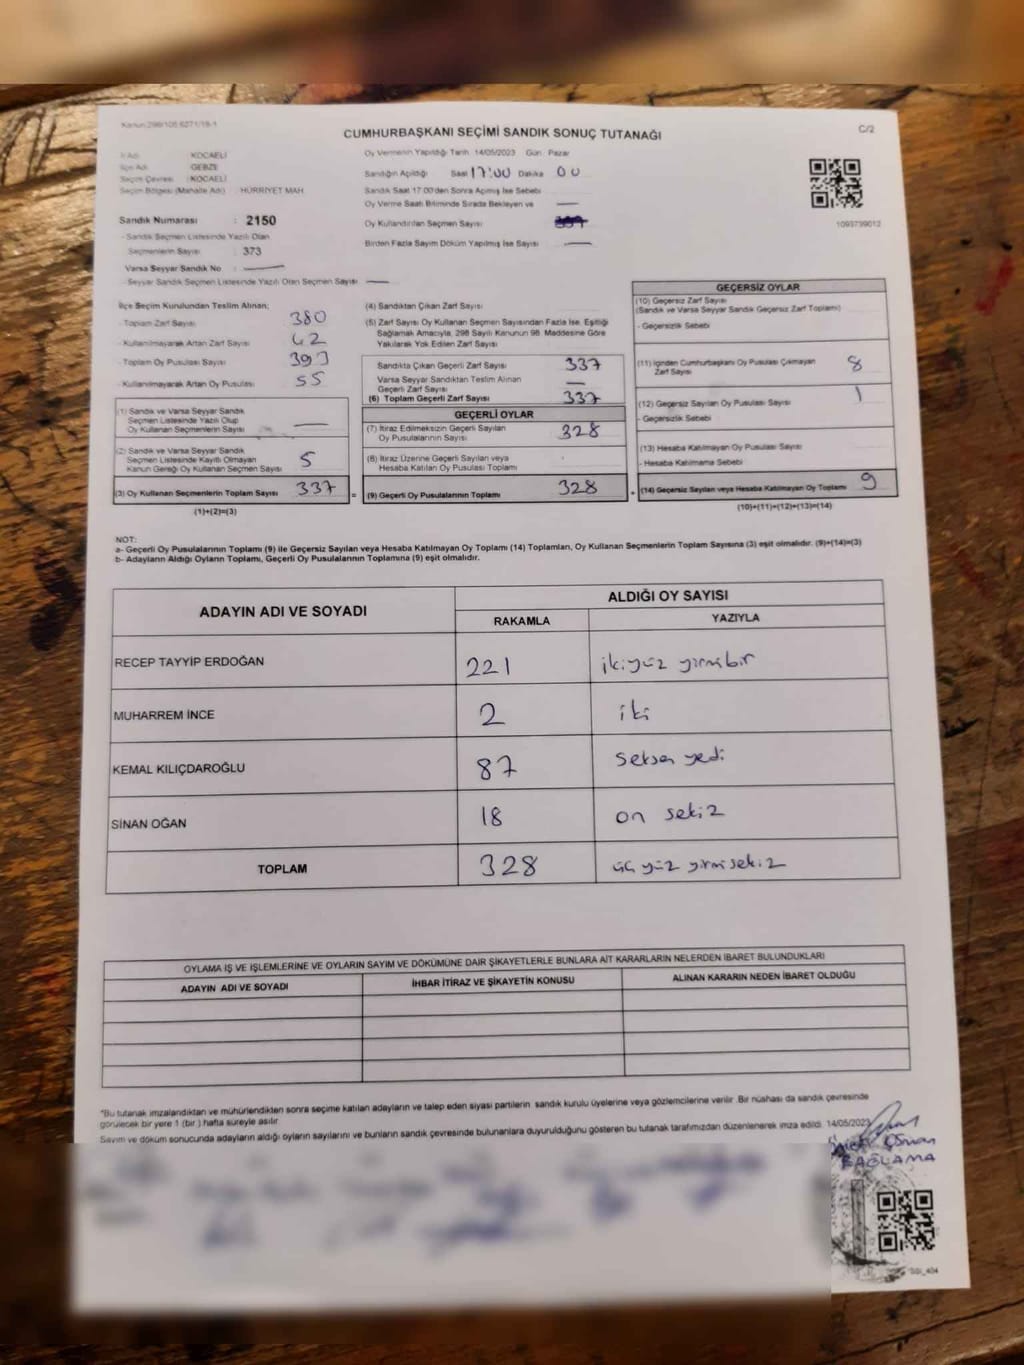 Kanun:298/105 6271/19-1
CUMHURBAŞKANI SEÇİMİ SANDIK SONUÇ TUTANAĞI
C/2
İl Adı : KOCAELİ
İlçe Adı : GEBZE
Seçim Çevresi : KOCAELİ
Seçim Bölgesi (Mahalle Adı) : HÜRRİYET MAH.
Sandık Numarası : 2150
- Sandık Seçmen Listesinde Yazılı Olan
Seçmenlerin Sayısı : 373
Varsa Seyyar Sandık No : —
- Seyyar Sandık Seçmen Listesinde Yazılı Olan Seçmen Sayısı —
Oy Vermenin Yapıldığı Tarih 14/05/2023 Gün : Pazar
Sandığın Açıldığı Saat 17:00 Dakika 00
Sandık Saat 17.00'den Sonra Açılmış İse Sebebi
Oy Verme Saati Bitiminde Sırada Bekleyen ve —
Oy Kullandırılan Seçmen Sayısı
Birden Fazla Sayım Döküm Yapılmış İse Sayısı —
1093739012
İlçe Seçim Kurulundan Teslim Alınan;
- Toplam Zarf Sayısı 380
- Kullanılmayarak Artan Zarf Sayısı 42
- Toplam Oy Pusulası Sayısı 393
- Kullanılmayarak Artan Oy Pusulası 55
(1) Sandık ve Varsa Seyyar Sandık
Seçmen Listesinde Yazılı Olup
Oy Kullanan Seçmenlerin Sayısı —
(2) Sandık ve Varsa Seyyar Sandık
Seçmen Listesinde Kayıtlı Olmayan
Kanun Gereği Oy Kullanan Seçmen Sayısı 5
(3) Oy Kullanan Seçmenlerin Toplam Sayısı 337 =
(1)+(2)=(3)
(4) Sandıktan Çıkan Zarf Sayısı
(5) Zarf Sayısı Oy Kullanan Seçmen Sayısından Fazla İse, Eşitliği
Sağlamak Amacıyla, 298 Sayılı Kanunun 98. Maddesine Göre
Yakılarak Yok Edilen Zarf Sayısı
Sandıkta Çıkan Geçerli Zarf Sayısı 337
Varsa Seyyar Sandıktan Teslim Alınan
Geçerli Zarf Sayısı —
(6) Toplam Geçerli Zarf Sayısı 337
GEÇERLİ OYLAR
(7) İtiraz Edilmeksizin Geçerli Sayılan
Oy Pusulalarının Sayısı 328
(8) İtiraz Üzerine Geçerli Sayılan veya
Hesaba Katılan Oy Pusulası Toplamı
(9) Geçerli Oy Pusulalarının Toplamı 328 +
GEÇERSİZ OYLAR
(10) Geçersiz Zarf Sayısı
(Sandık ve Varsa Seyyar Sandık Geçersiz Zarf Toplamı)
- Geçersizlik Sebebi
(11) İçinden Cumhurbaşkanı Oy Pusulası Çıkmayan
Zarf Sayısı 8
(12) Geçersiz Sayılan Oy Pusulası Sayısı 1
- Geçersizlik Sebebi
(13) Hesaba Katılmayan Oy Pusulası Sayısı
- Hesaba Katılmama Sebebi
(14) Geçersiz Sayılan veya Hesaba Katılmayan Oy Toplamı 9
(10)+(11)+(12)+(13)=(14)
NOT:
a- Geçerli Oy Pusulalarının Toplamı (9) ile Geçersiz Sayılan veya Hesaba Katılmayan Oy Toplamı (14) Toplamları, Oy Kullanan Seçmenlerin Toplam Sayısına (3) eşit olmalıdır. (9)+(14)=(3)
b- Adayların Aldığı Oyların Toplamı, Geçerli Oy Pusulalarının Toplamına (9) eşit olmalıdır.
ADAYIN ADI VE SOYADI
ALDIĞI OY SAYISI
RAKAMLA YAZIYLA
RECEP TAYYİP ERDOĞAN 221 ikiyüz yirmi bir
MUHARREM İNCE 2 iki
KEMAL KILIÇDAROĞLU 87 seksen yedi
SİNAN OĞAN 18 on sekiz
TOPLAM 328 üç yüz yirmi sekiz
OYLAMA İŞ VE İŞLEMLERİNE VE OYLARIN SAYIM VE DÖKÜMÜNE DAİR ŞİKAYETLERLE BUNLARA AİT KARARLARIN NELERDEN İBARET BULUNDUKLARI
ADAYIN ADI VE SOYADI
İHBAR İTİRAZ VE ŞİKAYETİN KONUSU
ALINAN KARARIN NEDEN İBARET OLDUĞU
*Bu tutanak imzalandıktan ve mühürlendikten sonra seçime katılan adayların ve talep eden siyasi partilerin sandık kurulu üyelerine veya gözlemcilerine verilir. Bir nüshası da sandık çevresinde
görülecek bir yere 1 (bir ) hafta süreyle asılır.
Sayım ve döküm sonucunda adayların aldığı oyların sayılarını ve bunların sandık çevresinde bulunanlara duyurulduğunu gösteren bu tutanak tarafımızdan düzenlenerek imza edildi. 14/05/2023
Osman
BAĞLAMA